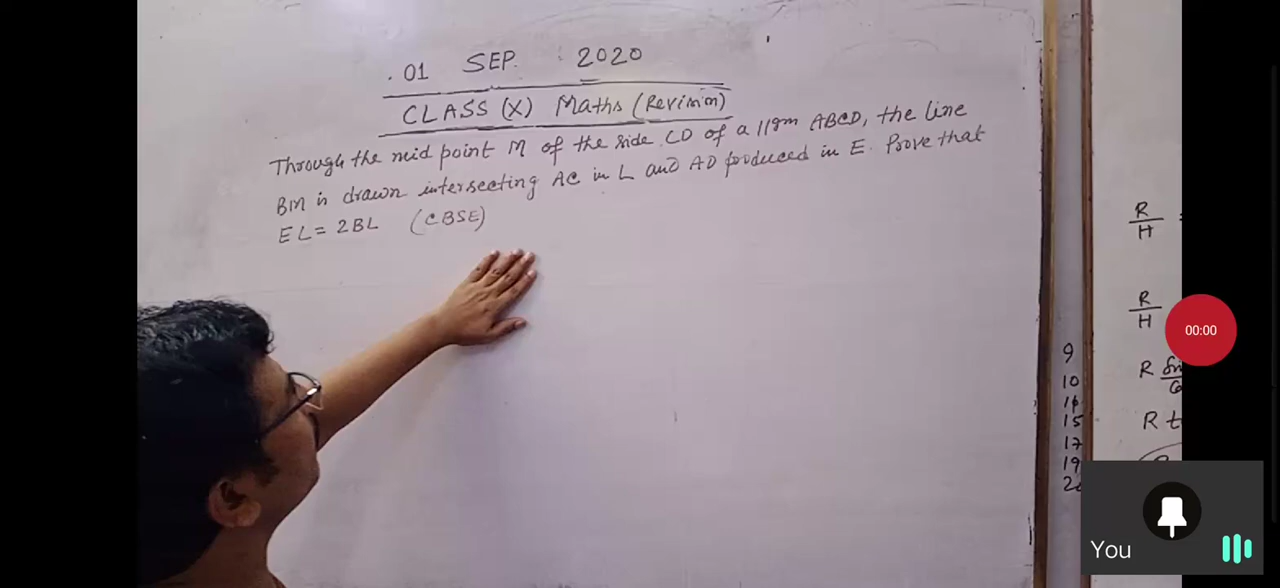 01 SEP. 2020
CLASS (X) Maths (Revision)
Through the mid point M of the side CD of a 11gm ABCD, the line
BM is drawn intersecting AC in L and AD produced in E. Prove that
EL = 2BL (CBSE)
R
H
R
H
R
R t
9
10
15
17
19
00:00
You